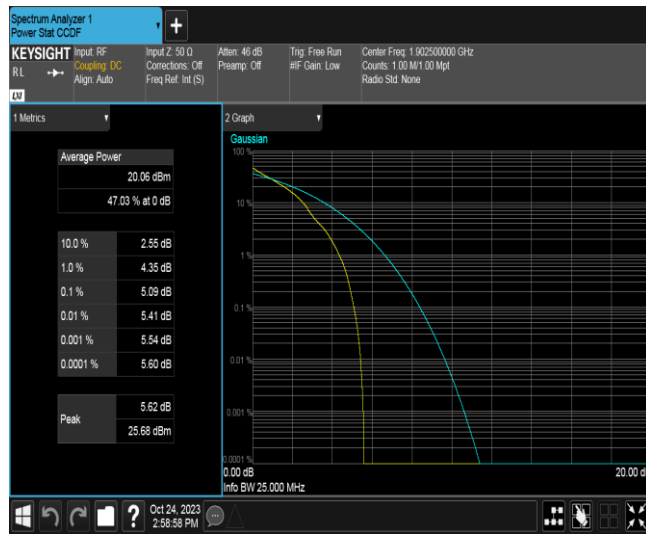 Spectrum Analyzer 1
Power Stat CCDF
+
KEYSIGHT
RL
LXI
Input: RF
Coupling: DC
Align: Auto
Input Z: 50 Ω
Corrections: Off
Freq Ref: Int (S)
Atten: 46 dB
Preamp: Off
Trig: Free Run
#IF Gain: Low
Center Freq: 1.902500000 GHz
Counts: 1.00 M/1.00 Mpt
Radio Std: None
1 Metrics
Average Power
20.06 dBm
47.03 % at 0 dB
10.0 % 2.55 dB
1.0 % 4.35 dB
0.1 % 5.09 dB
0.01 % 5.41 dB
0.001 % 5.54 dB
0.0001 % 5.60 dB
Peak
5.62 dB
25.68 dBm
2 Graph
Gaussian
100 %
10 %
1 %
0.1 %
0.01 %
0.001 %
0.0001 %
0.00 dB 20.00 d
Info BW 25.000 MHz
?
Oct 24, 2023
2:58:58 PM